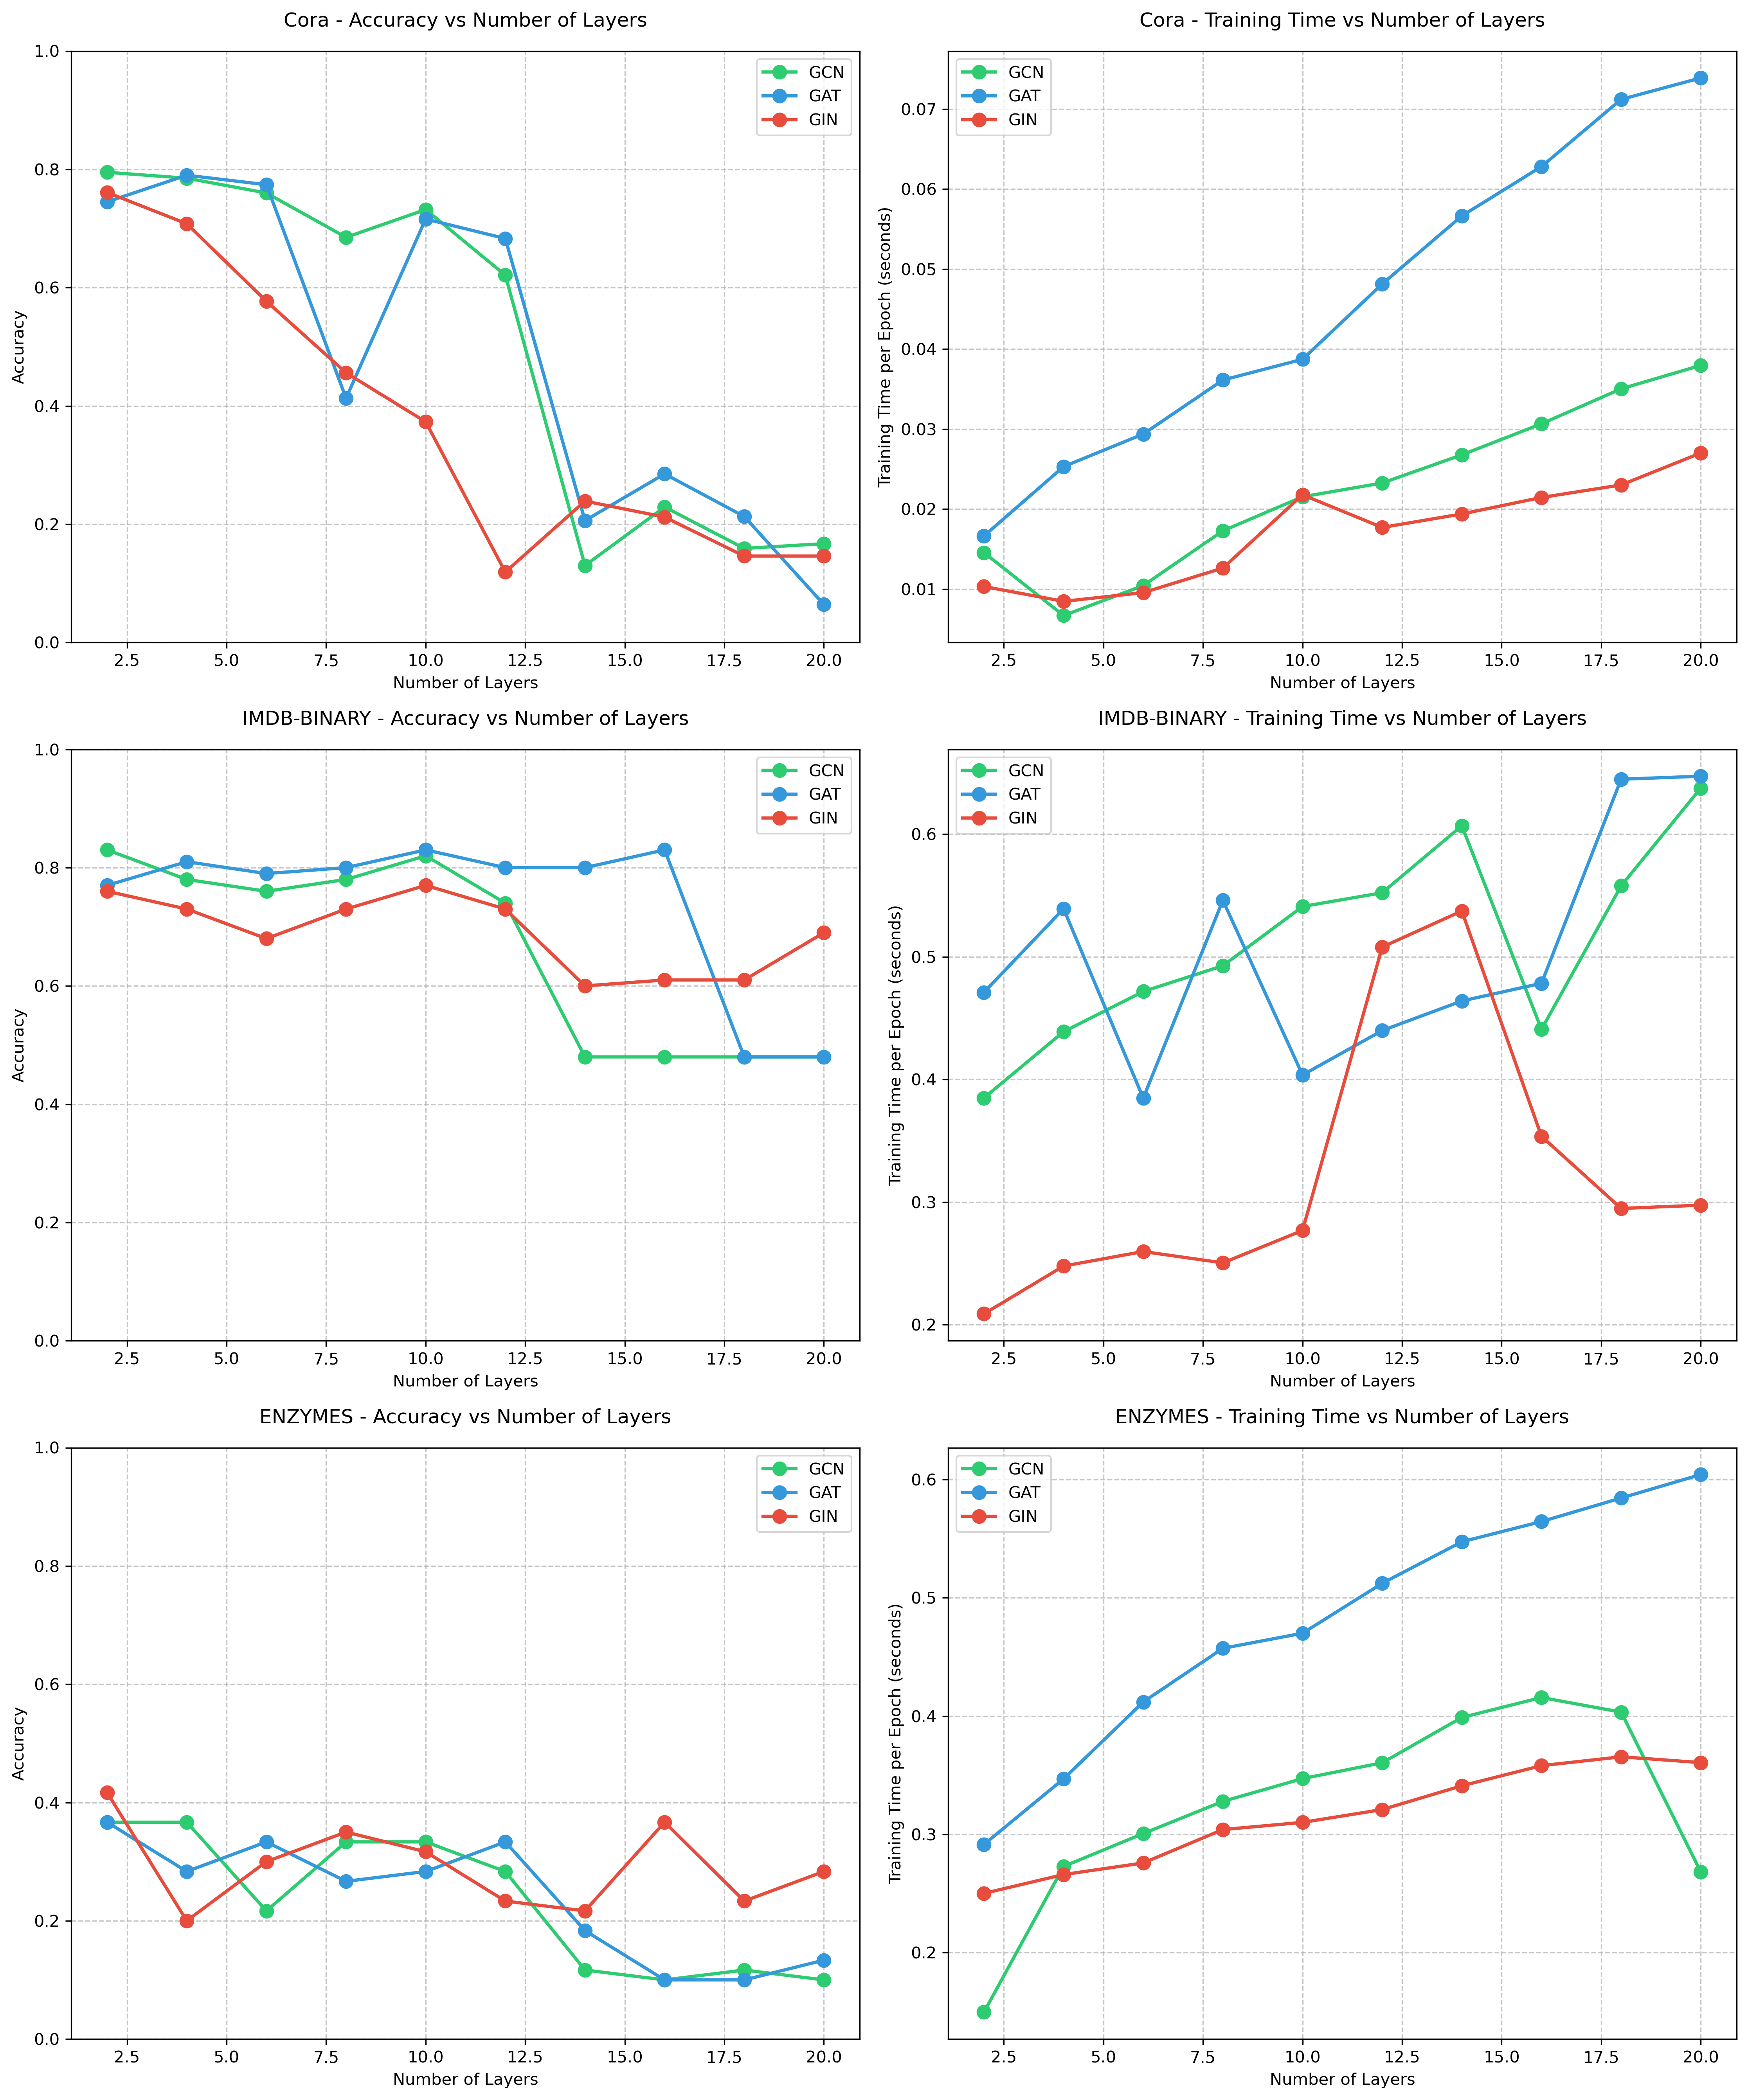 Cora - Accuracy vs Number of Layers
Accuracy
1.0
0.8
0.6
0.4
0.2
0.0
GCN
GAT
GIN
2.5 5.0 7.5 10.0 12.5 15.0 17.5 20.0
Number of Layers
Cora - Training Time vs Number of Layers
Training Time per Epoch (seconds)
0.07
0.06
0.05
0.04
0.03
0.02
0.01
GCN
GAT
GIN
2.5 5.0 7.5 10.0 12.5 15.0 17.5 20.0
Number of Layers
IMDB-BINARY - Accuracy vs Number of Layers
Accuracy
1.0
0.8
0.6
0.4
0.2
0.0
GCN
GAT
GIN
2.5 5.0 7.5 10.0 12.5 15.0 17.5 20.0
Number of Layers
IMDB-BINARY - Training Time vs Number of Layers
Training Time per Epoch (seconds)
0.6
0.5
0.4
0.3
0.2
GCN
GAT
GIN
2.5 5.0 7.5 10.0 12.5 15.0 17.5 20.0
Number of Layers
ENZYMES - Accuracy vs Number of Layers
Accuracy
1.0
0.8
0.6
0.4
0.2
0.0
GCN
GAT
GIN
2.5 5.0 7.5 10.0 12.5 15.0 17.5 20.0
Number of Layers
ENZYMES - Training Time vs Number of Layers
Training Time per Epoch (seconds)
0.6
0.5
0.4
0.3
0.2
GCN
GAT
GIN
2.5 5.0 7.5 10.0 12.5 15.0 17.5 20.0
Number of Layers